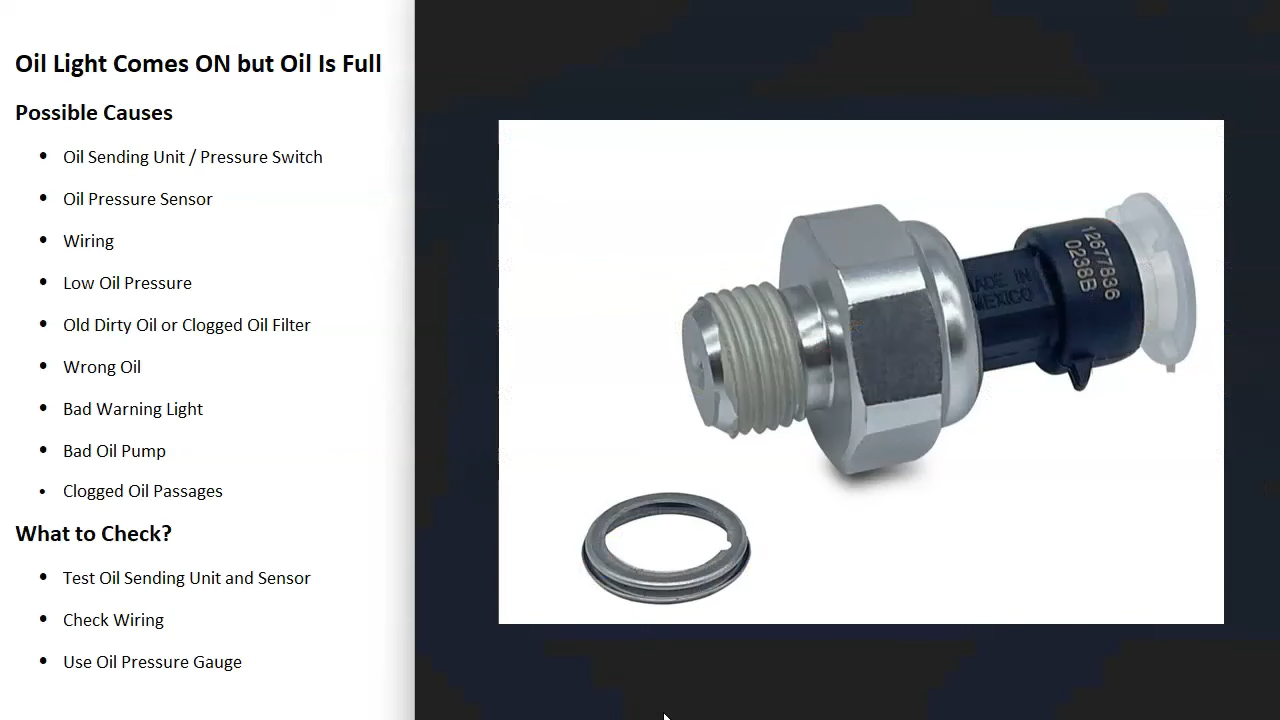 Oil Light Comes ON but Oil Is Full
Possible Causes
• Oil Sending Unit / Pressure Switch
• Oil Pressure Sensor
• Wiring
• Low Oil Pressure
• Old Dirty Oil or Clogged Oil Filter
• Wrong Oil
• Bad Warning Light
• Bad Oil Pump
• Clogged Oil Passages
What to Check?
• Test Oil Sending Unit and Sensor
• Check Wiring
• Use Oil Pressure Gauge
12677836
0238B
MADE IN
MEXICO